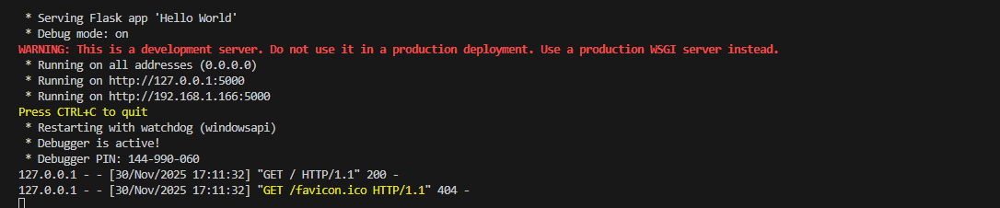 * Serving Flask app 'Hello World'
* Debug mode: on
WARNING: This is a development server. Do not use it in a production deployment. Use a production WSGI server instead.
* Running on all addresses (0.0.0.0)
* Running on http://127.0.0.1:5000
* Running on http://192.168.1.166:5000
Press CTRL+C to quit
* Restarting with watchdog (windowsapi)
* Debugger is active!
* Debugger PIN: 144-990-060
127.0.0.1 - - [30/Nov/2025 17:11:32] "GET / HTTP/1.1" 200 -
127.0.0.1 - - [30/Nov/2025 17:11:32] "GET /favicon.ico HTTP/1.1" 404 -